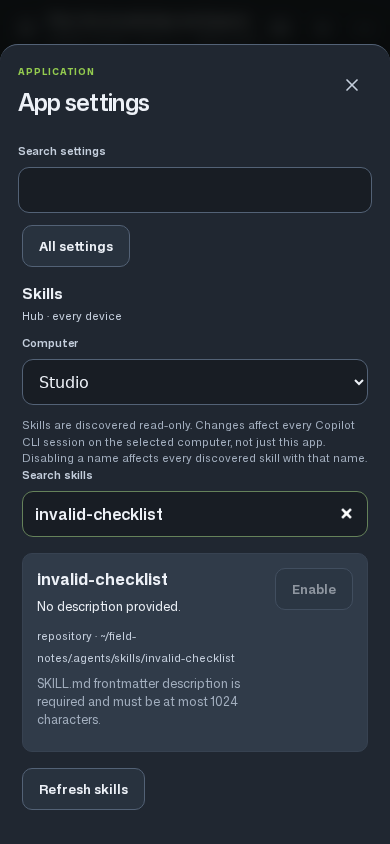 APPLICATION
App settings
Search settings
All settings
Skills
Hub · every device
Computer
Studio
Skills are discovered read-only. Changes affect every Copilot
CLI session on the selected computer, not just this app.
Disabling a name affects every discovered skill with that name.
Search skills
invalid-checklist
invalid-checklist
Enable
No description provided.
repository · ~/field-
notes/.agents/skills/invalid-checklist
SKILL.md frontmatter description is
required and must be at most 1024
characters.
Refresh skills